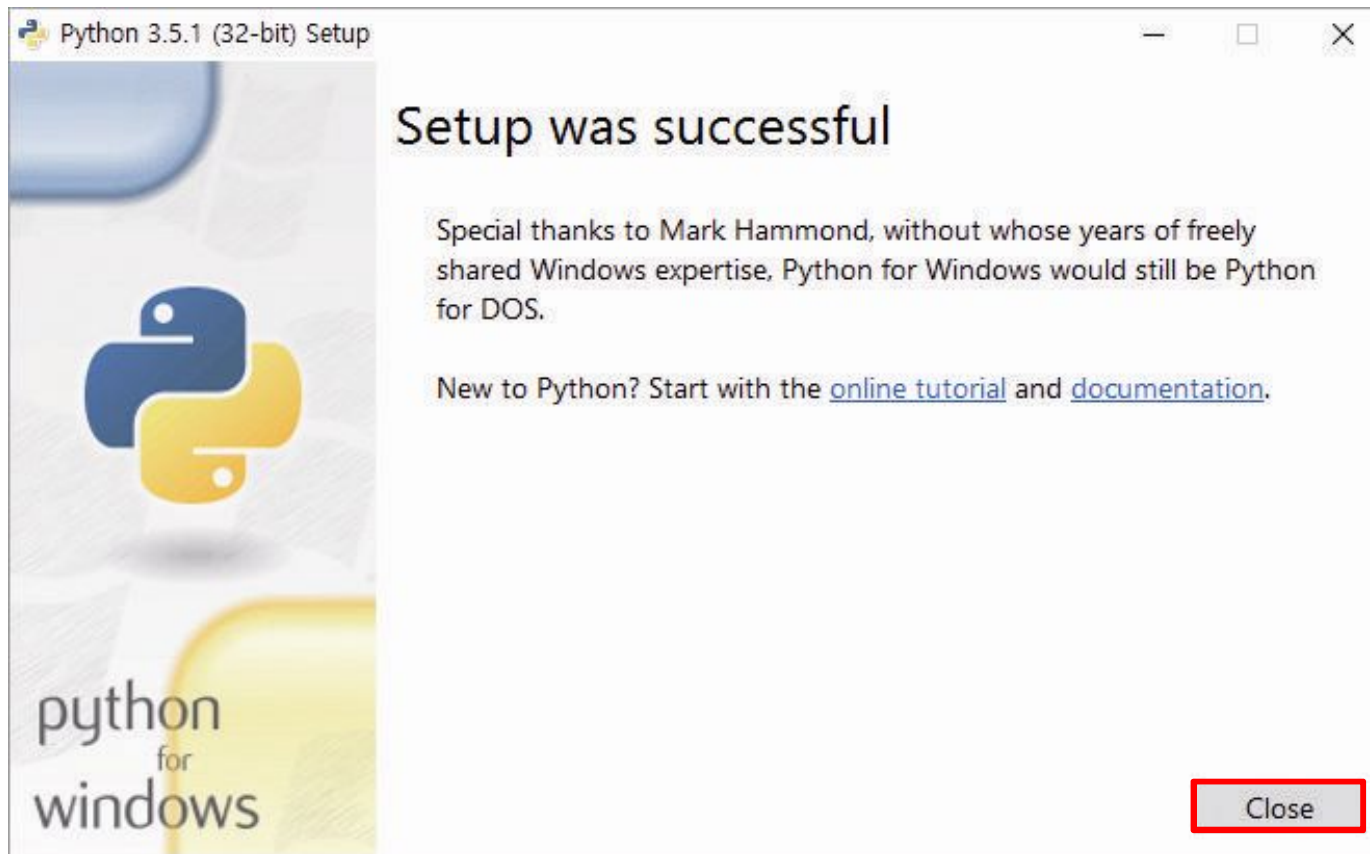 Python 3.5.1 (32-bit) Setup
Setup was successful
Special thanks to Mark Hammond, without whose years of freely
shared Windows expertise, Python for Windows would still be Python
for DOS.
New to Python? Start with the online tutorial and documentation.
python
for
windows
Close